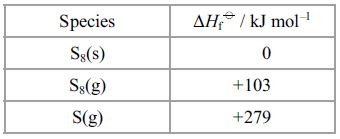 Species ΔHf⦵ / kJ mol–1
S8(s) 0
S8(g) +103
S(g) +279